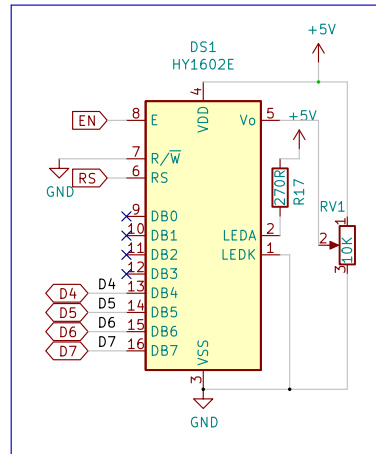 +5V
DS1
HY1602E
4
VDD
EN
8
E
Vo
5
+5V
7
R/W
GND
RS
6
RS
270R
R17
RV1
1
2
10K
3
9
DB0
10
DB1
11
DB2
12
DB3
LEDA
2
LEDK
1
D4
D4
13
DB4
D5
D5
14
DB5
D6
D6
15
DB6
D7
D7
16
DB7
VSS
3
GND